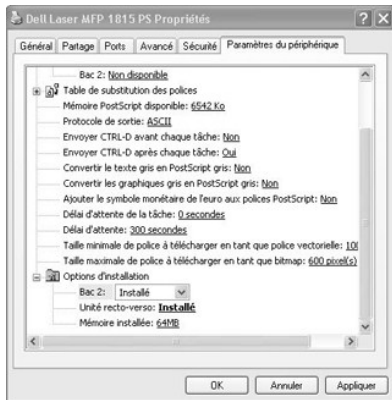 Dell Laser MFP 1815 PS Propriétés
Général Partage Ports Avancé Sécurité Paramètres du périphérique
Bac 2: Non disponible
Table de substitution des polices
Mémoire PostScript disponible: 6542 Ko
Protocole de sortie: ASCII
Envoyer CTRL-D avant chaque tâche: Non
Envoyer CTRL-D après chaque tâche: Oui
Convertir le texte gris en PostScript gris: Non
Convertir les graphiques gris en PostScript gris: Non
Ajouter le symbole monétaire de l'euro aux polices PostScript: Non
Délai d'attente de la tâche: 0 secondes
Délai d'attente: 300 secondes
Taille minimale de police à télécharger en tant que police vectorielle:
Taille maximale de police à télécharger en tant que bitmap: 600 pixel(s)
Options d'installation
Bac 2: Installé
Unité recto-verso: Installé
Mémoire installée: 64MB
OK Annuler Appliquer